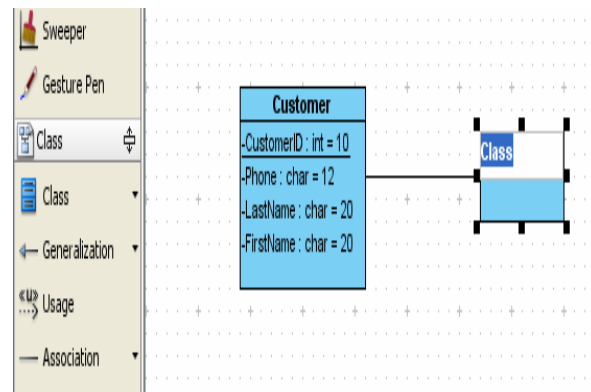 Sweeper
Gesture Pen
Class
Class
Generalization
«u» Usage
Association
Customer
-CustomerID : int = 10
-Phone : char = 12
-LastName : char = 20
-FirstName : char = 20
Class